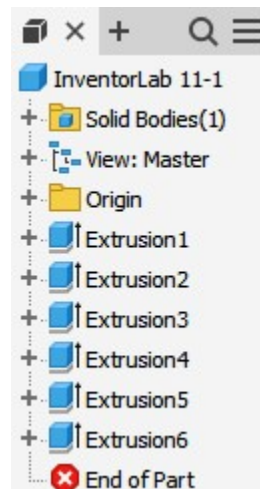 InventorLab 11-1
Solid Bodies(1)
View: Master
Origin
Extrusion1
Extrusion2
Extrusion3
Extrusion4
Extrusion5
Extrusion6
End of Part